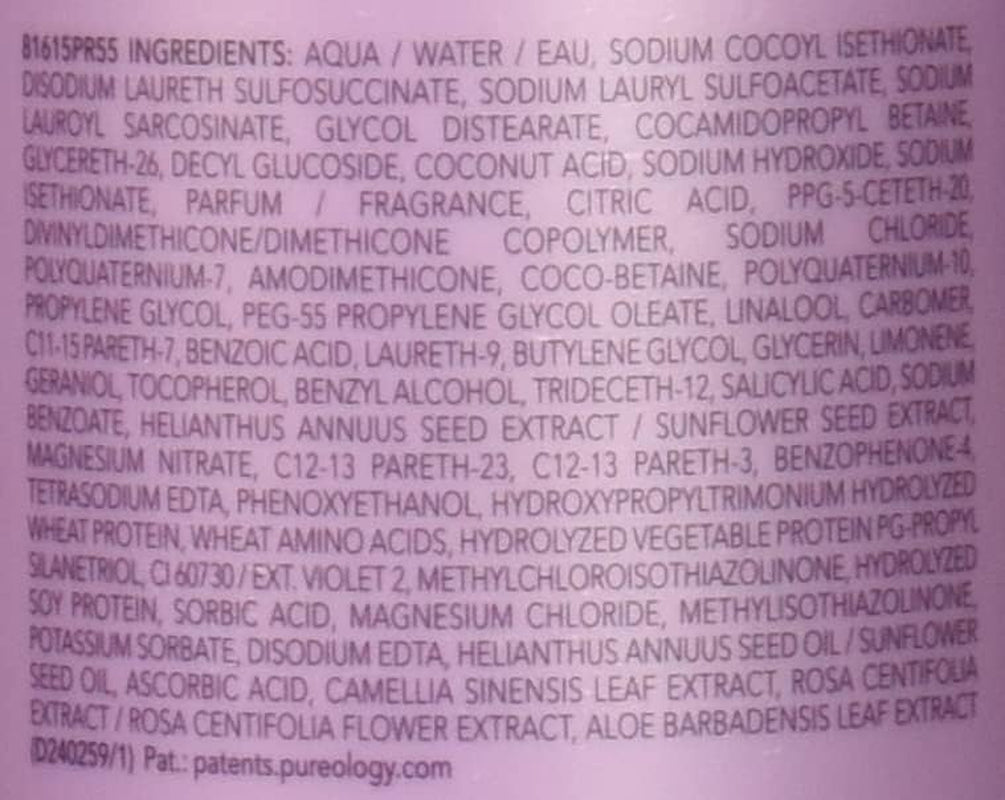 81615PR55 INGREDIENTS: AQUA / WATER / EAU, SODIUM COCOYL ISETHIONATE,
DISODIUM LAURETH SULFOSUCCINATE, SODIUM LAURYL SULFOACETATE, SODIUM
LAUROYL SARCOSINATE, GLYCOL DISTEARATE, COCAMIDOPROPYL BETAINE,
GLYCERETH-26, DECYL GLUCOSIDE, COCONUT ACID, SODIUM HYDROXIDE, SODIUM
ISETHIONATE, PARFUM / FRAGRANCE, CITRIC ACID, PPG-5-CETETH-20,
DIVINYLDIMETHICONE/DIMETHICONE COPOLYMER, SODIUM CHLORIDE,
POLYQUATERNIUM-7, AMODIMETHICONE, COCO-BETAINE, POLYQUATERNIUM-10,
PROPYLENE GLYCOL, PEG-55 PROPYLENE GLYCOL OLEATE, LINALOOL, CARBOMER,
C11-15 PARETH-7, BENZOIC ACID, LAURETH-9, BUTYLENE GLYCOL, GLYCERIN, LIMONENE,
GERANIOL, TOCOPHEROL, BENZYL ALCOHOL, TRIDECETH-12, SALICYLIC ACID, SODIUM
BENZOATE, HELIANTHUS ANNUUS SEED EXTRACT / SUNFLOWER SEED EXTRACT,
MAGNESIUM NITRATE, C12-13 PARETH-23, C12-13 PARETH-3, BENZOPHENONE-4,
TETRASODIUM EDTA, PHENOXYETHANOL, HYDROXYPROPYLTRIMONIUM HYDROLYZED
WHEAT PROTEIN, WHEAT AMINO ACIDS, HYDROLYZED VEGETABLE PROTEIN PG-PROPYL
SILANETRIOL, CI 60730 / EXT. VIOLET 2, METHYLCHLOROISOTHIAZOLINONE, HYDROLYZED
SOY PROTEIN, SORBIC ACID, MAGNESIUM CHLORIDE, METHYLISOTHIAZOLINONE,
POTASSIUM SORBATE, DISODIUM EDTA, HELIANTHUS ANNUUS SEED OIL / SUNFLOWER
SEED OIL, ASCORBIC ACID, CAMELLIA SINENSIS LEAF EXTRACT, ROSA CENTIFOLIA
EXTRACT / ROSA CENTIFOLIA FLOWER EXTRACT, ALOE BARBADENSIS LEAF EXTRACT
(D240259/1) Pat.: patents.pureology.com